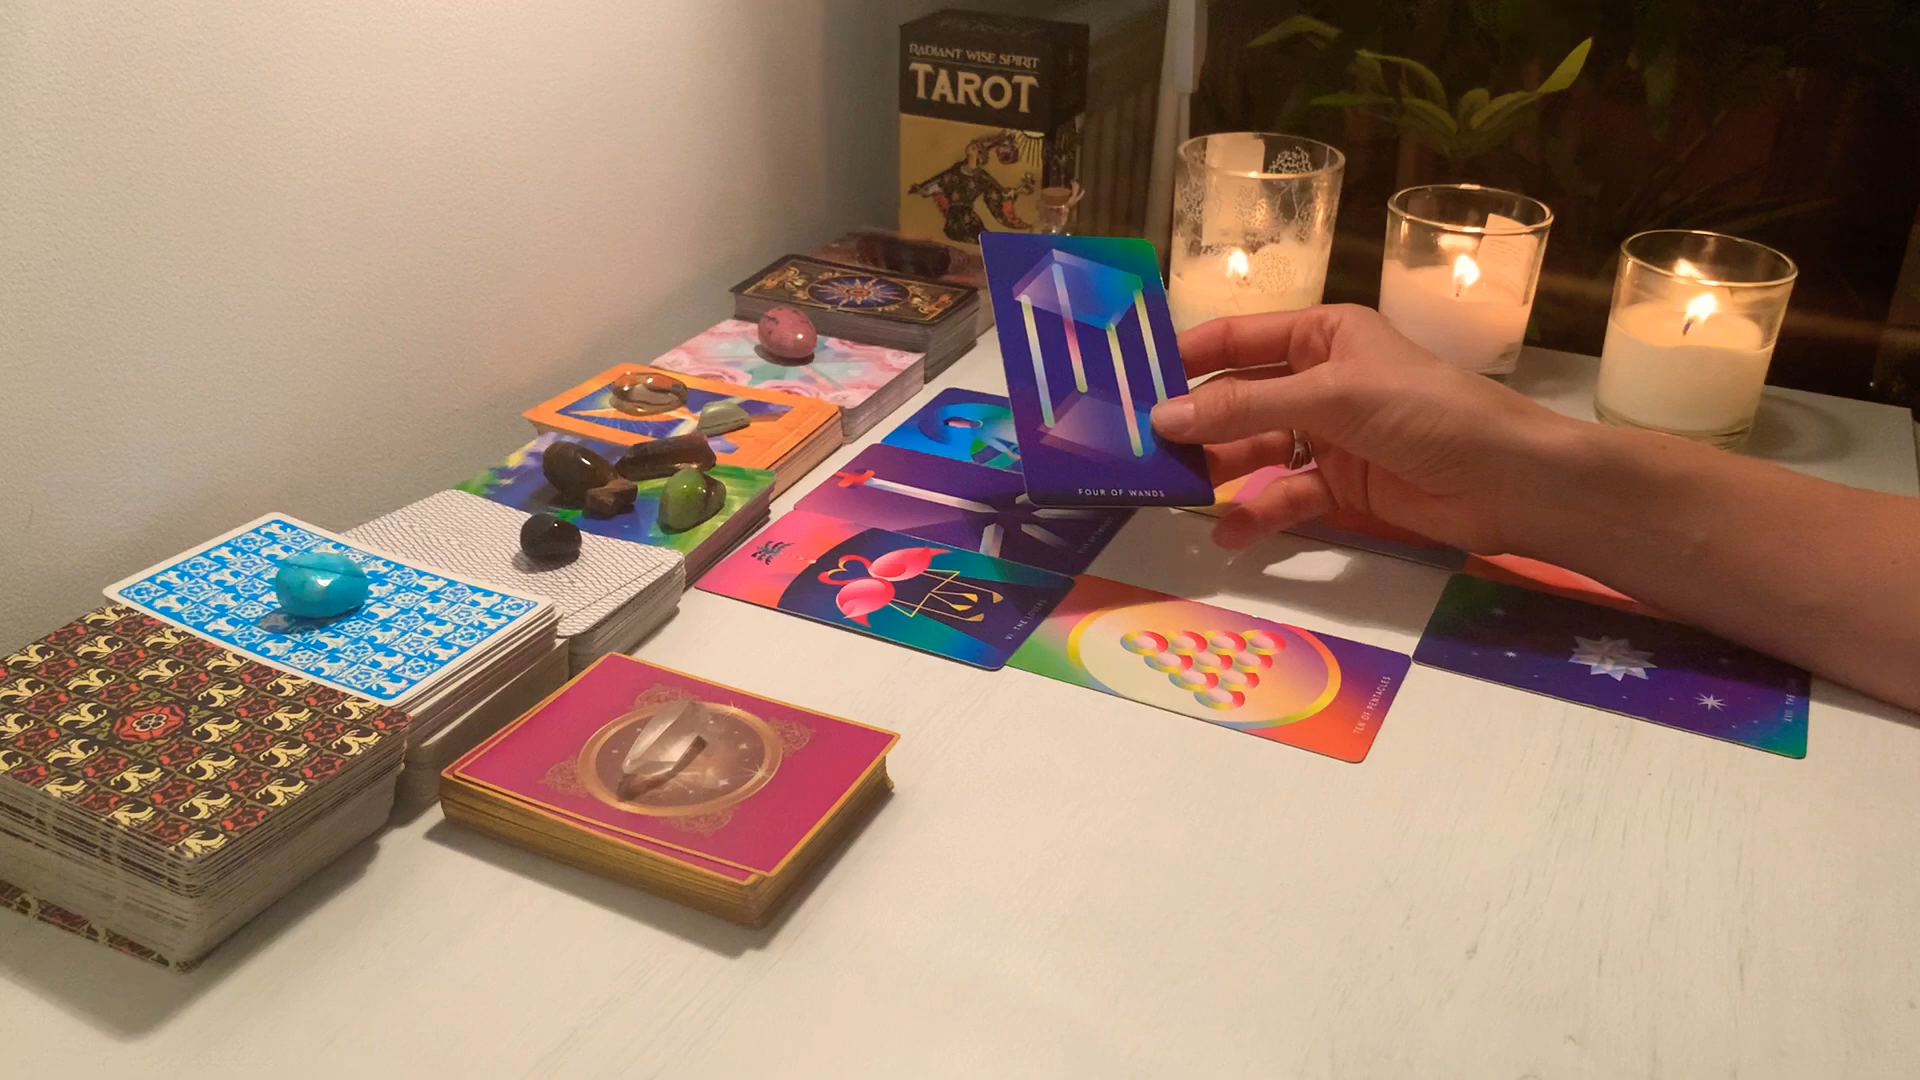 RADIANT WISE SPIRIT
TAROT
FOUR OF WANDS
VI THE LOVERS
TEN OF PENTACLES